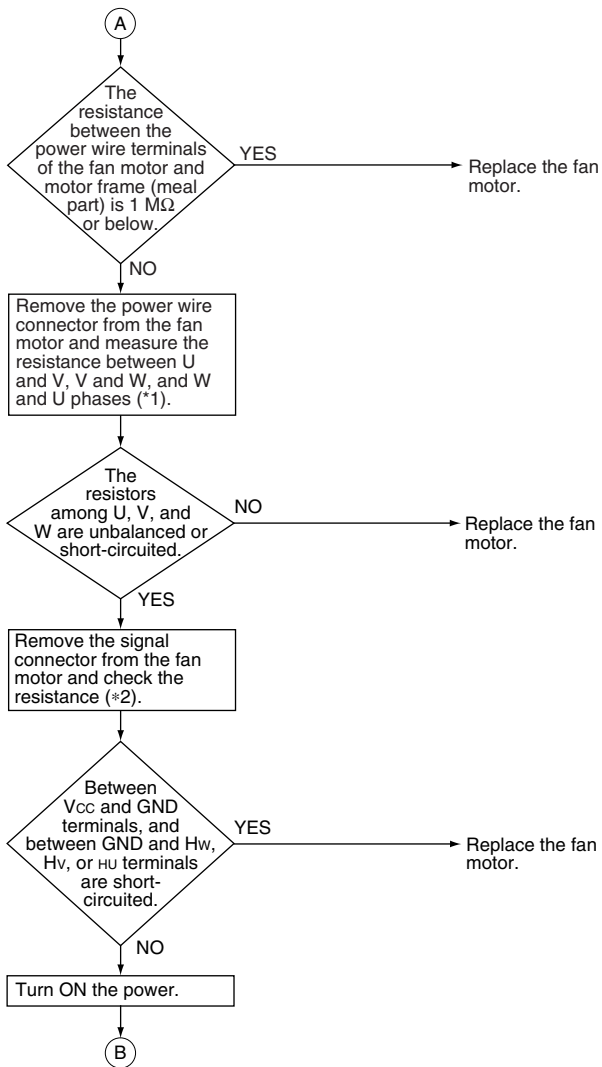 A
The
resistance
between the
power wire terminals
of the fan motor and
motor frame (meal
part) is 1 MΩ
or below.
YES
Replace the fan
motor.
NO
Remove the power wire
connector from the fan
motor and measure the
resistance between U
and V, V and W, and W
and U phases (*1).
The
resistors
among U, V, and
W are unbalanced or
short-circuited.
NO
Replace the fan
motor.
YES
Remove the signal
connector from the fan
motor and check the
resistance (*2).
Between
VCC and GND
terminals, and
between GND and HW,
HV, or HU terminals
are short-
circuited.
YES
Replace the fan
motor.
NO
Turn ON the power.
B